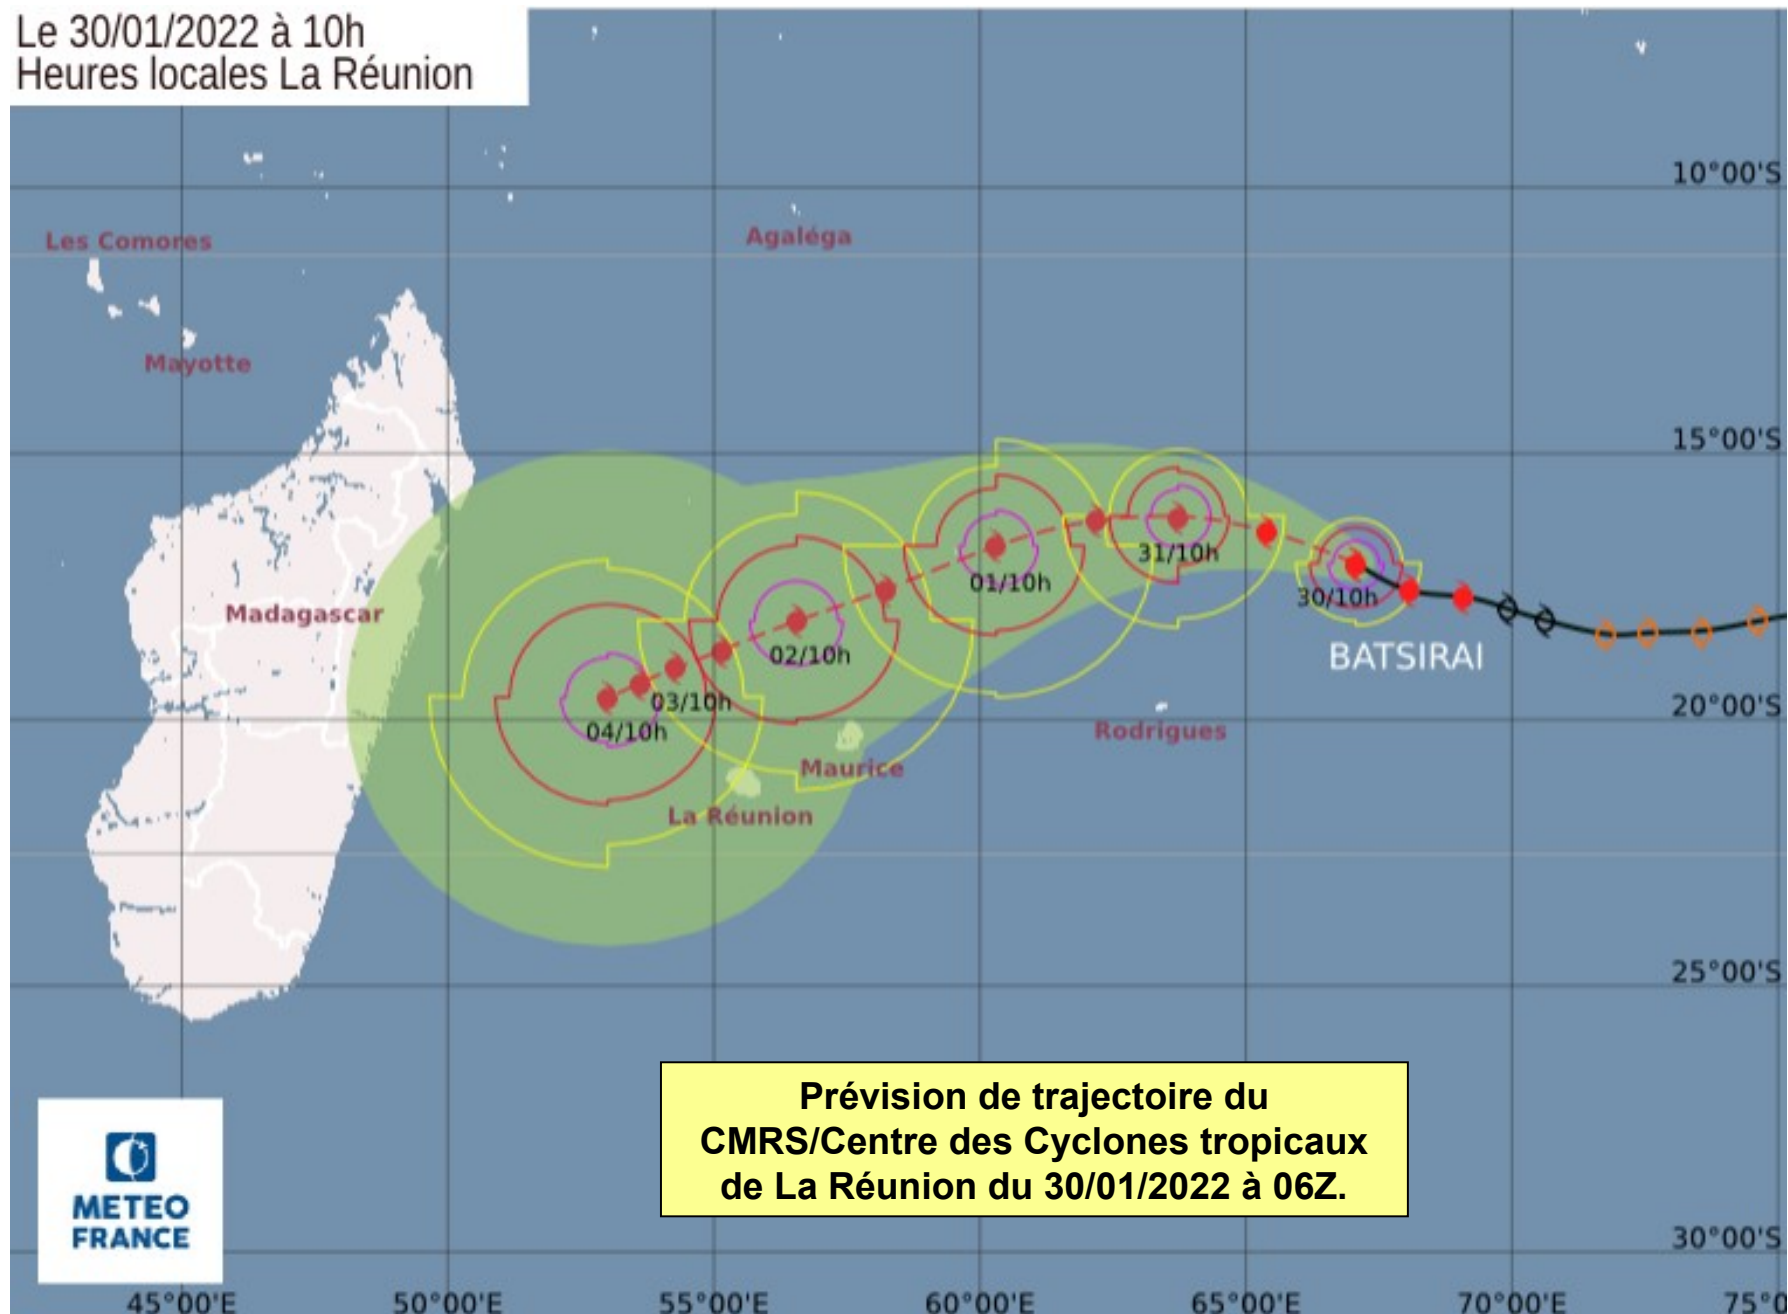 Le 30/01/2022 à 10h
Heures locales La Réunion
10°00'S
Les Comores
Agaléga
Mayotte
15°00'S
31/10h
01/10h
30/10h
Madagascar
02/10h
BATSIRAI
03/10h
20°00'S
04/10h
Rodrigues
Maurice
La Réunion
25°00'S
Prévision de trajectoire du
CMRS/Centre des Cyclones tropicaux
de La Réunion du 30/01/2022 à 06Z.
METEO
FRANCE
30°00'S
45°00'E
50°00'E
55°00'E
60°00'E
65°00'E
70°00'E
75°0